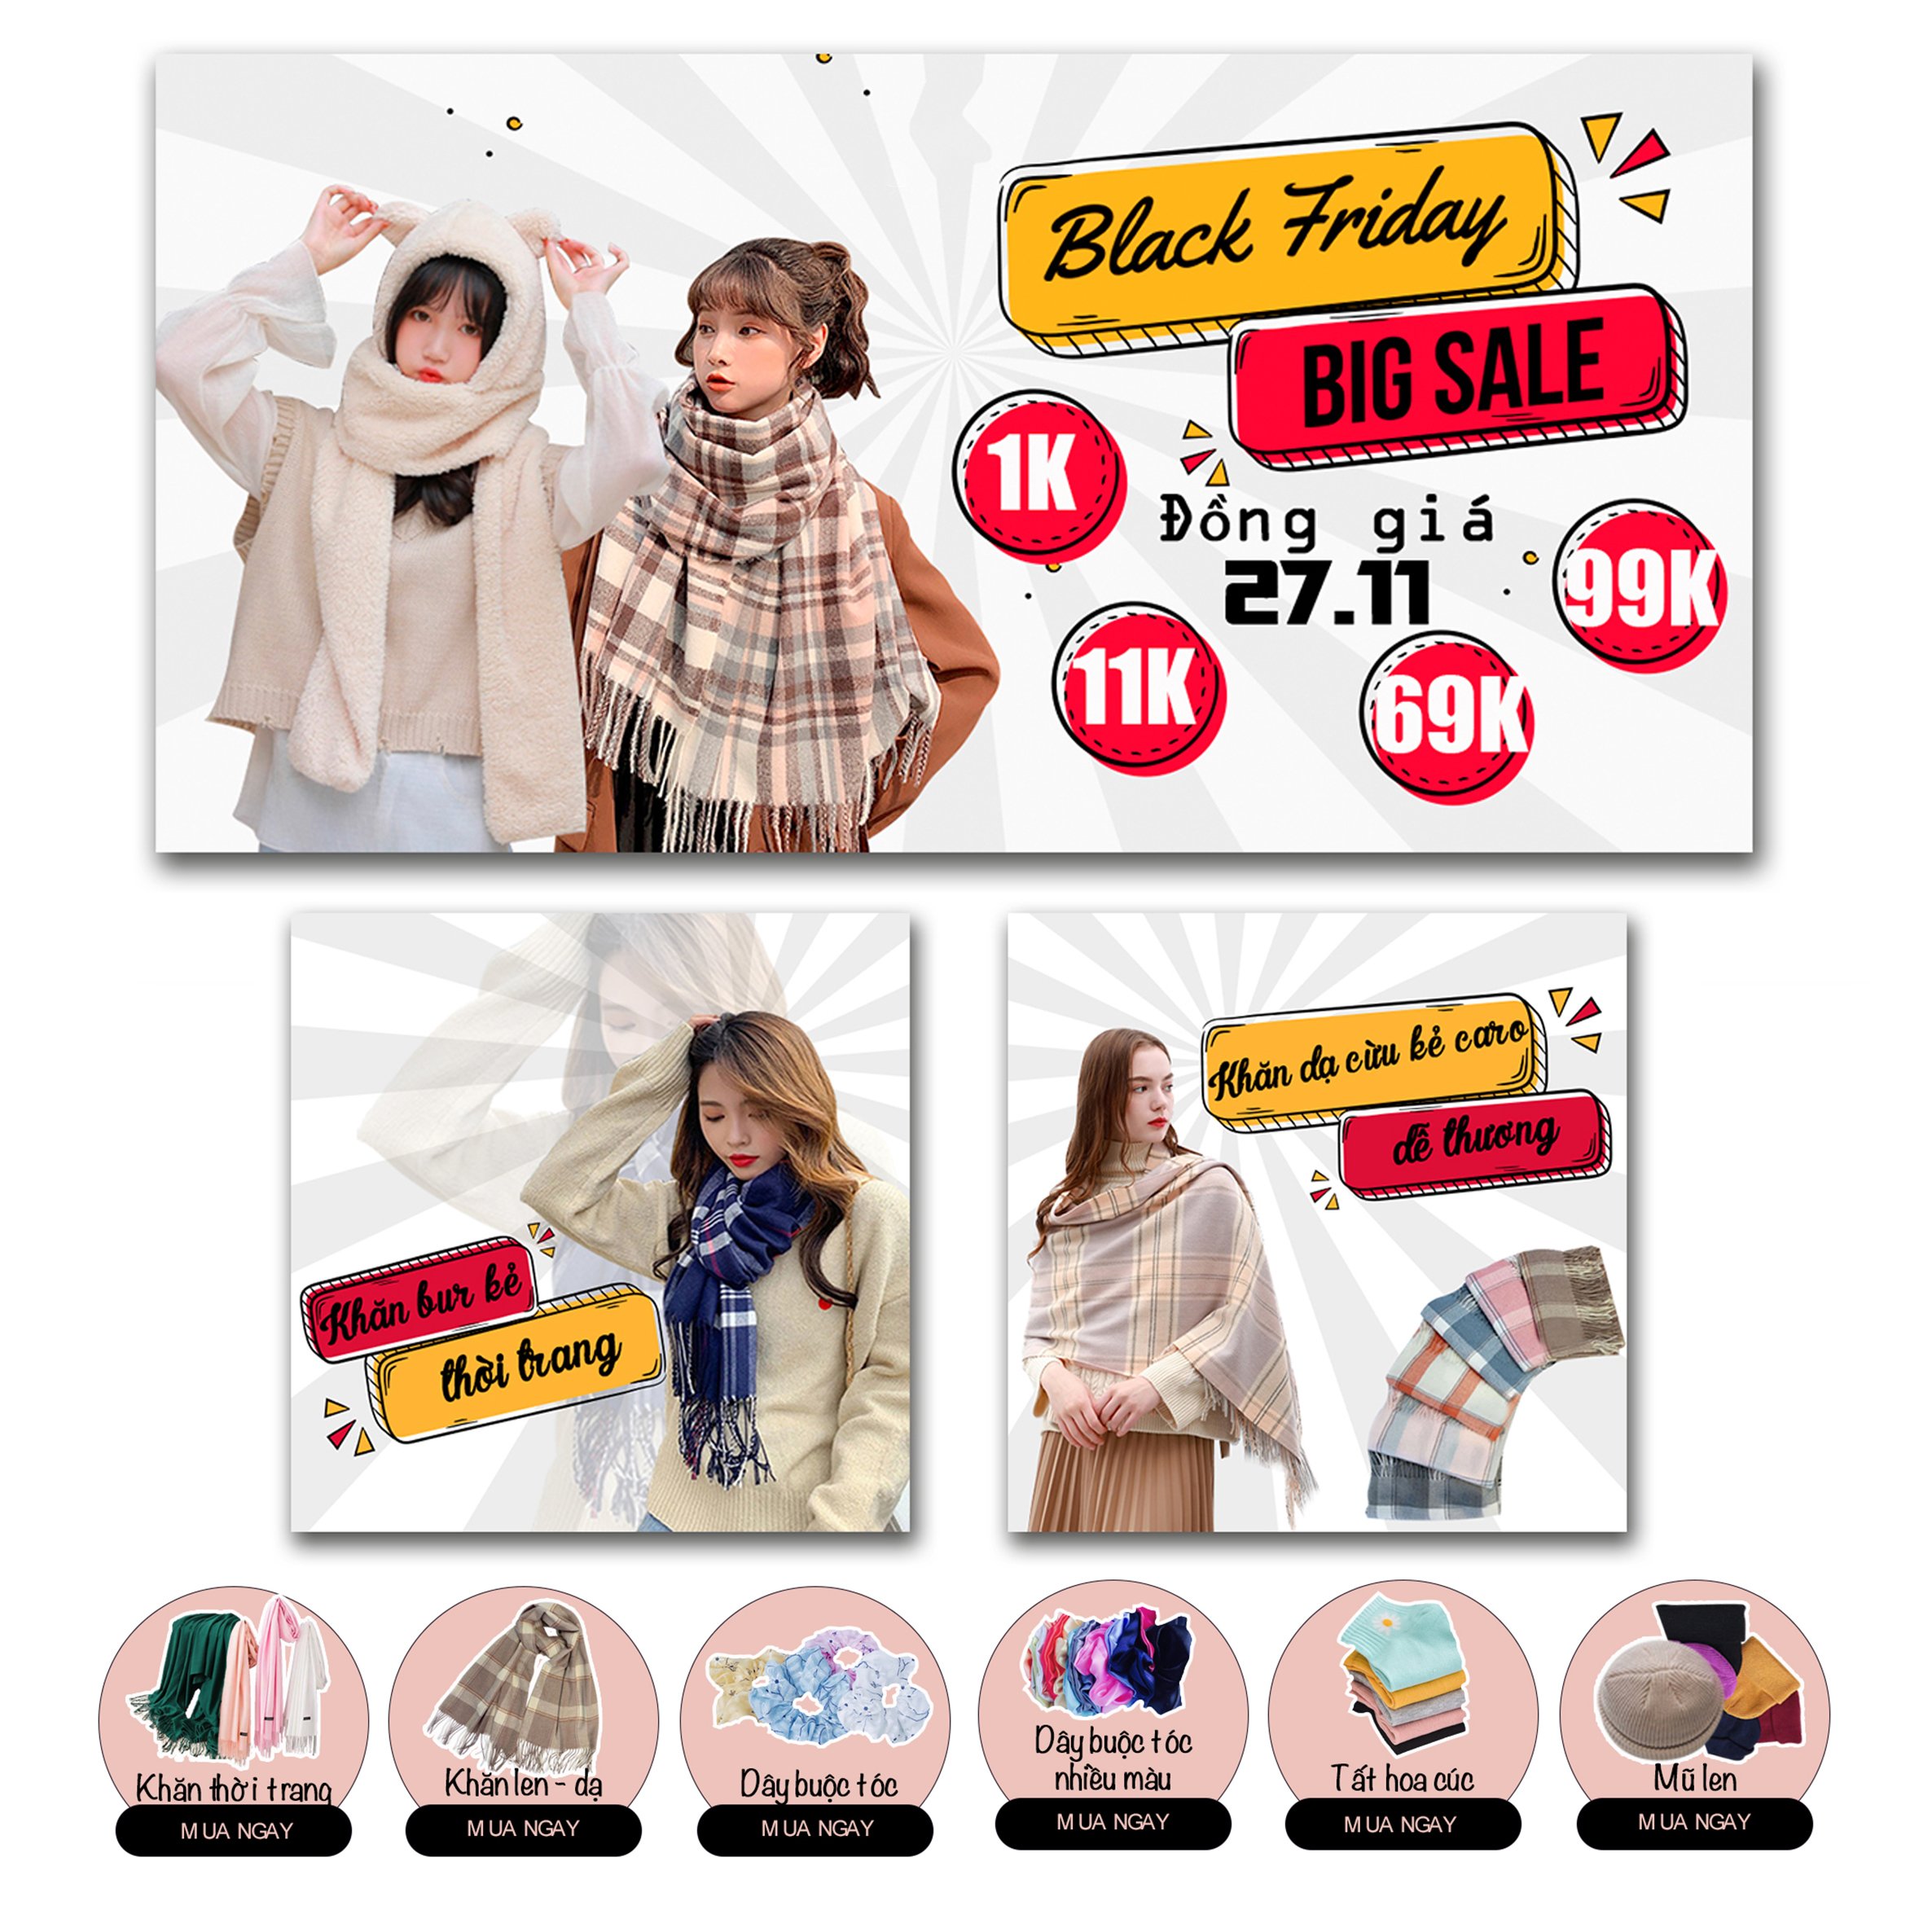 Black Friday
BIG SALE
1K
Đồng giá
27.11
99K
11K
69K
Khăn bur kẻ
thời trang
Khăn dạ cừu kẻ caro
dễ thương
Khăn thời trang
MUA NGAY
Khăn len - dạ
MUA NGAY
Dây buộc tóc
MUA NGAY
Dây buộc tóc
nhiều màu
MUA NGAY
Tất hoa cúc
MUA NGAY
Mũ len
MUA NGAY